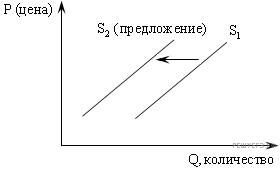 P (цена)
S₂ (предложение)
S₁
Q, количество